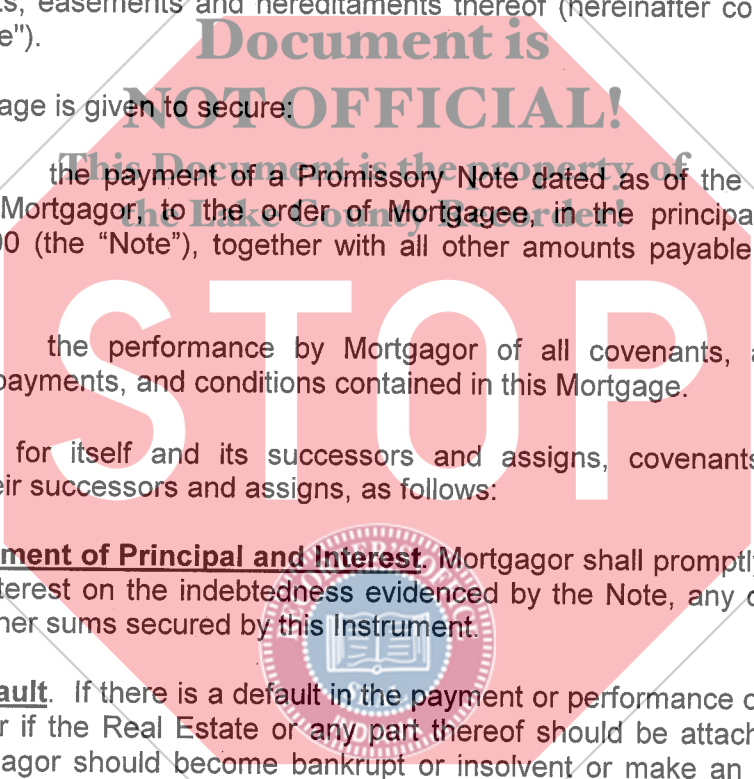 s, easements and hereditaments thereof (hereinafter co
e").
Document is
age is given to secure:
NOT OFFICIAL!
the payment of a Promissory Note dated as of the
This Document is the property of
Mortgagor, to the order of Mortgagee, in the principa
the Lake County Recorder!
00 (the “Note”), together with all other amounts payable
STOP
the performance by Mortgagor of all covenants, a
payments, and conditions contained in this Mortgage.
for itself and its successors and assigns, covenants
eir successors and assigns, as follows:
ment of Principal and Interest. Mortgagor shall promptly
terest on the indebtedness evidenced by the Note, any
her sums secured by this Instrument.
ault. If there is a default in the payment or performance o
r if the Real Estate or any part thereof should be attach
agor should become bankrupt or insolvent or make an